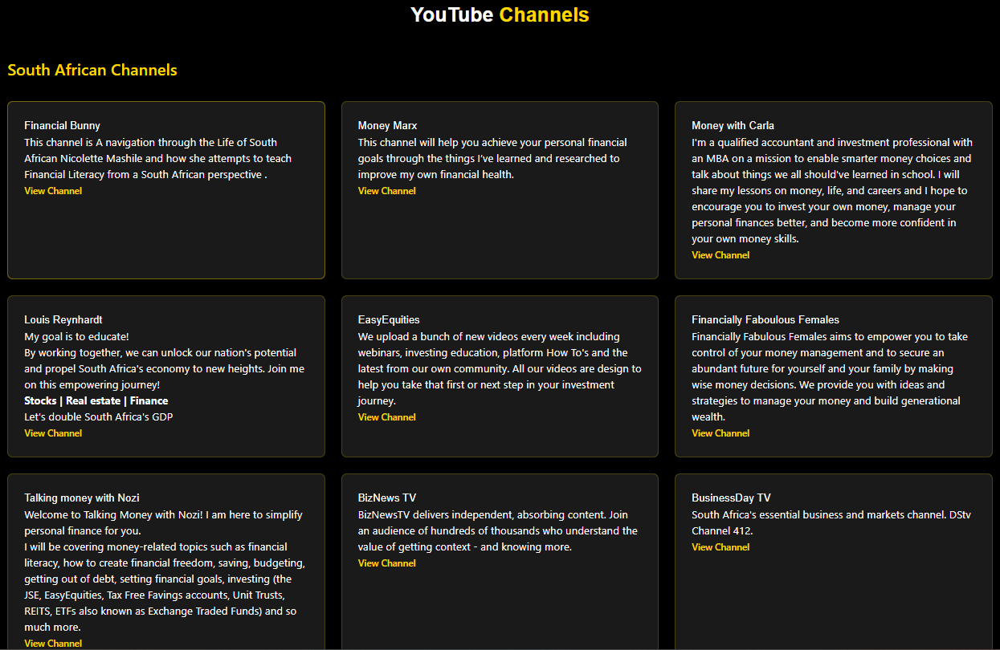 YouTube Channels
South African Channels
Financial Bunny
This channel is A navigation through the Life of South
African Nicolette Mashile and how she attempts to teach
Financial Literacy from a South African perspective .
View Channel
Money Marx
This channel will help you achieve your personal financial
goals through the things I've learned and researched to
improve my own financial health.
View Channel
Money with Carla
I'm a qualified accountant and investment professional with
an MBA on a mission to enable smarter money choices and
talk about things we all should've learned in school. I will
share my lessons on money, life, and careers and I hope to
encourage you to invest your own money, manage your
personal finances better, and become more confident in
your own money skills.
View Channel
Louis Reynhardt
My goal is to educate!
By working together, we can unlock our nation's potential
and propel South Africa's economy to new heights. Join me
on this empowering journey!
Stocks | Real estate | Finance
Let's double South Africa's GDP
View Channel
EasyEquities
We upload a bunch of new videos every week including
webinars, investing education, platform How To's and the
latest from our own community. All our videos are design to
help you take that first or next step in your investment
journey.
View Channel
Financially Faboulous Females
Financially Fabulous Females aims to empower you to take
control of your money management and to secure an
abundant future for yourself and your family by making
wise money decisions. We provide you with ideas and
strategies to manage your money and build generational
wealth.
View Channel
Talking money with Nozi
Welcome to Talking Money with Nozi! I am here to simplify
personal finance for you.
I will be covering money-related topics such as financial
literacy, how to create financial freedom, saving, budgeting,
getting out of debt, setting financial goals, investing (the
JSE, EasyEquities, Tax Free Favings accounts, Unit Trusts,
REITS, ETFs also known as Exchange Traded Funds) and so
much more.
View Channel
BizNews TV
BizNewsTV delivers independent, absorbing content. Join
an audience of hundreds of thousands who understand the
value of getting context - and knowing more.
View Channel
BusinessDay TV
South Africa's essential business and markets channel. DStv
Channel 412.
View Channel